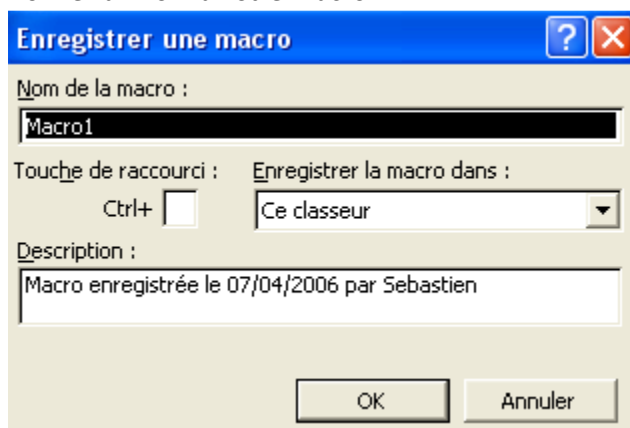 Enregistrer une macro
Nom de la macro :
Macro1
Touche de raccourci : Enregistrer la macro dans :
Ctrl+ Ce classeur
Description :
Macro enregistrée le 07/04/2006 par Sebastien
OK Annuler